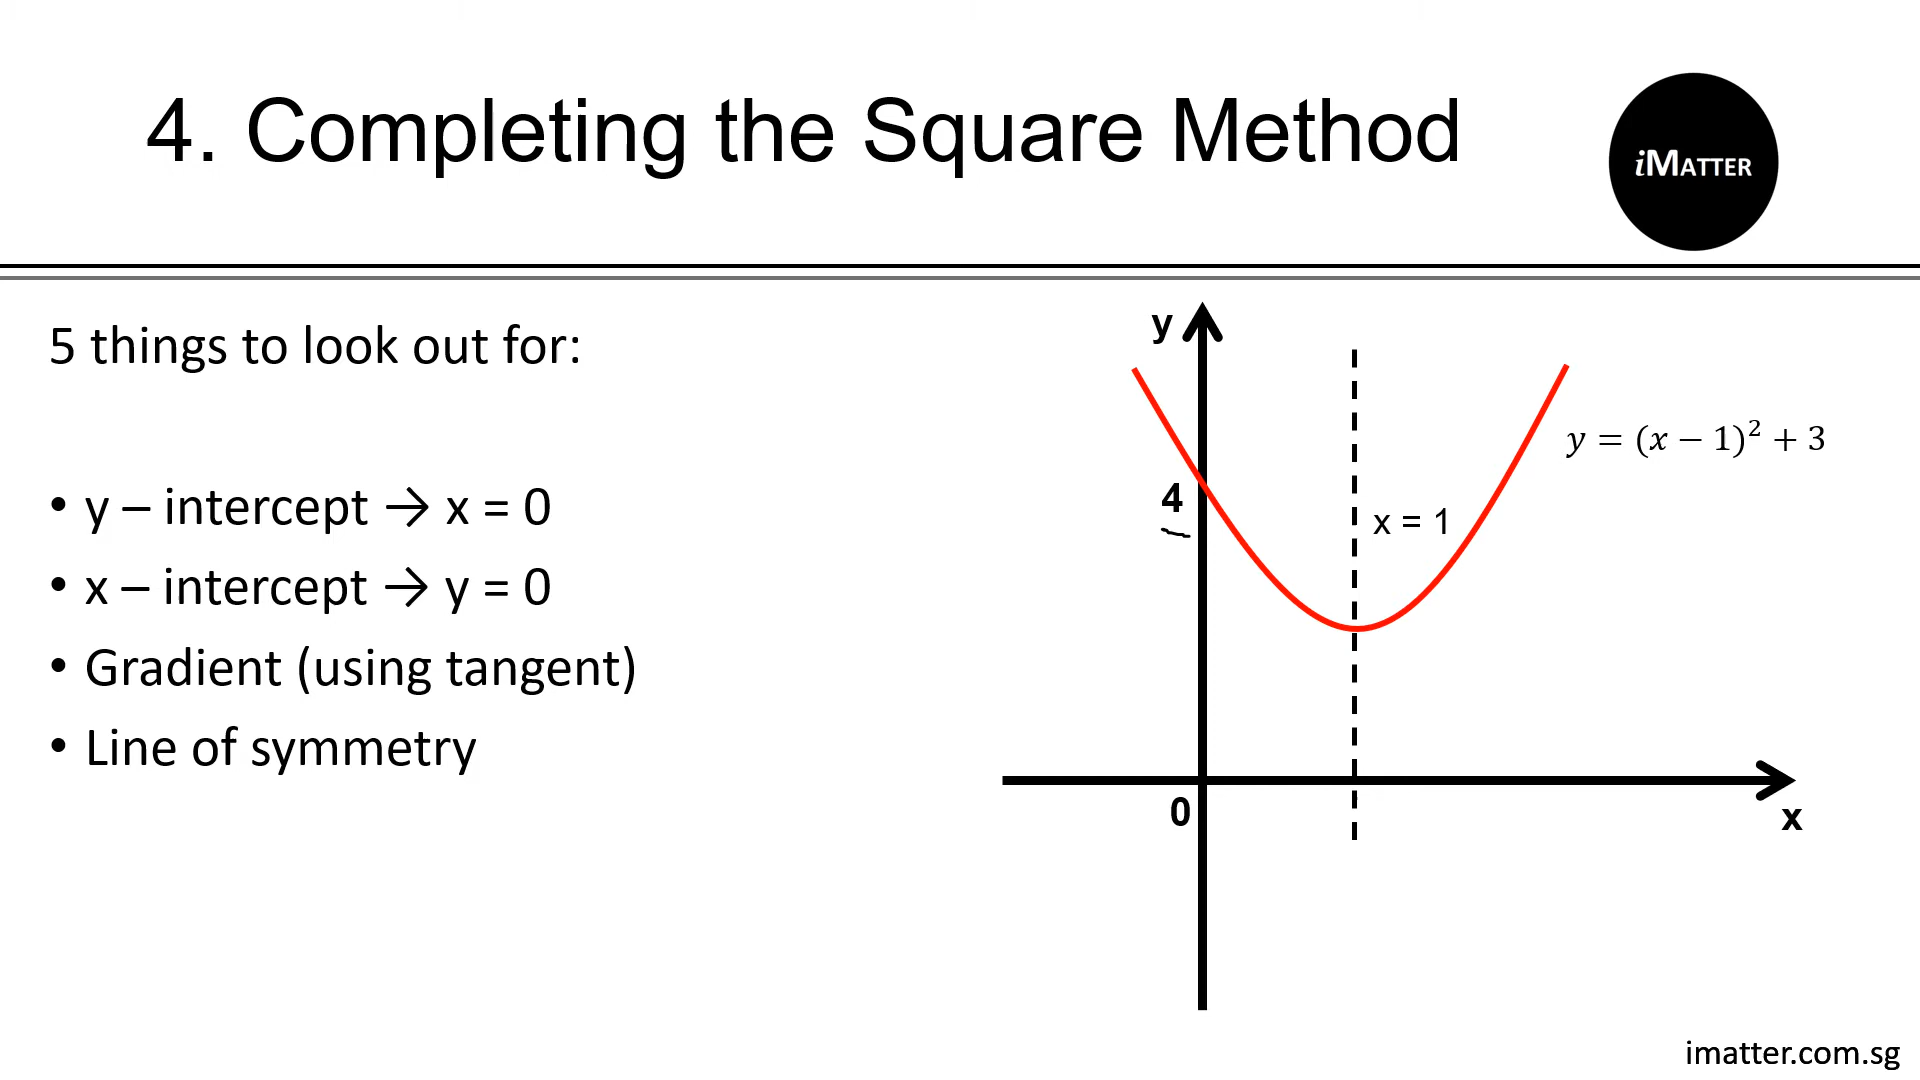 4. Completing the Square Method
iMATTER
5 things to look out for:
• y – intercept → x = 0
• x – intercept → y = 0
• Gradient (using tangent)
• Line of symmetry
y
y = (x − 1)² + 3
4
x = 1
0
x
imatter.com.sg